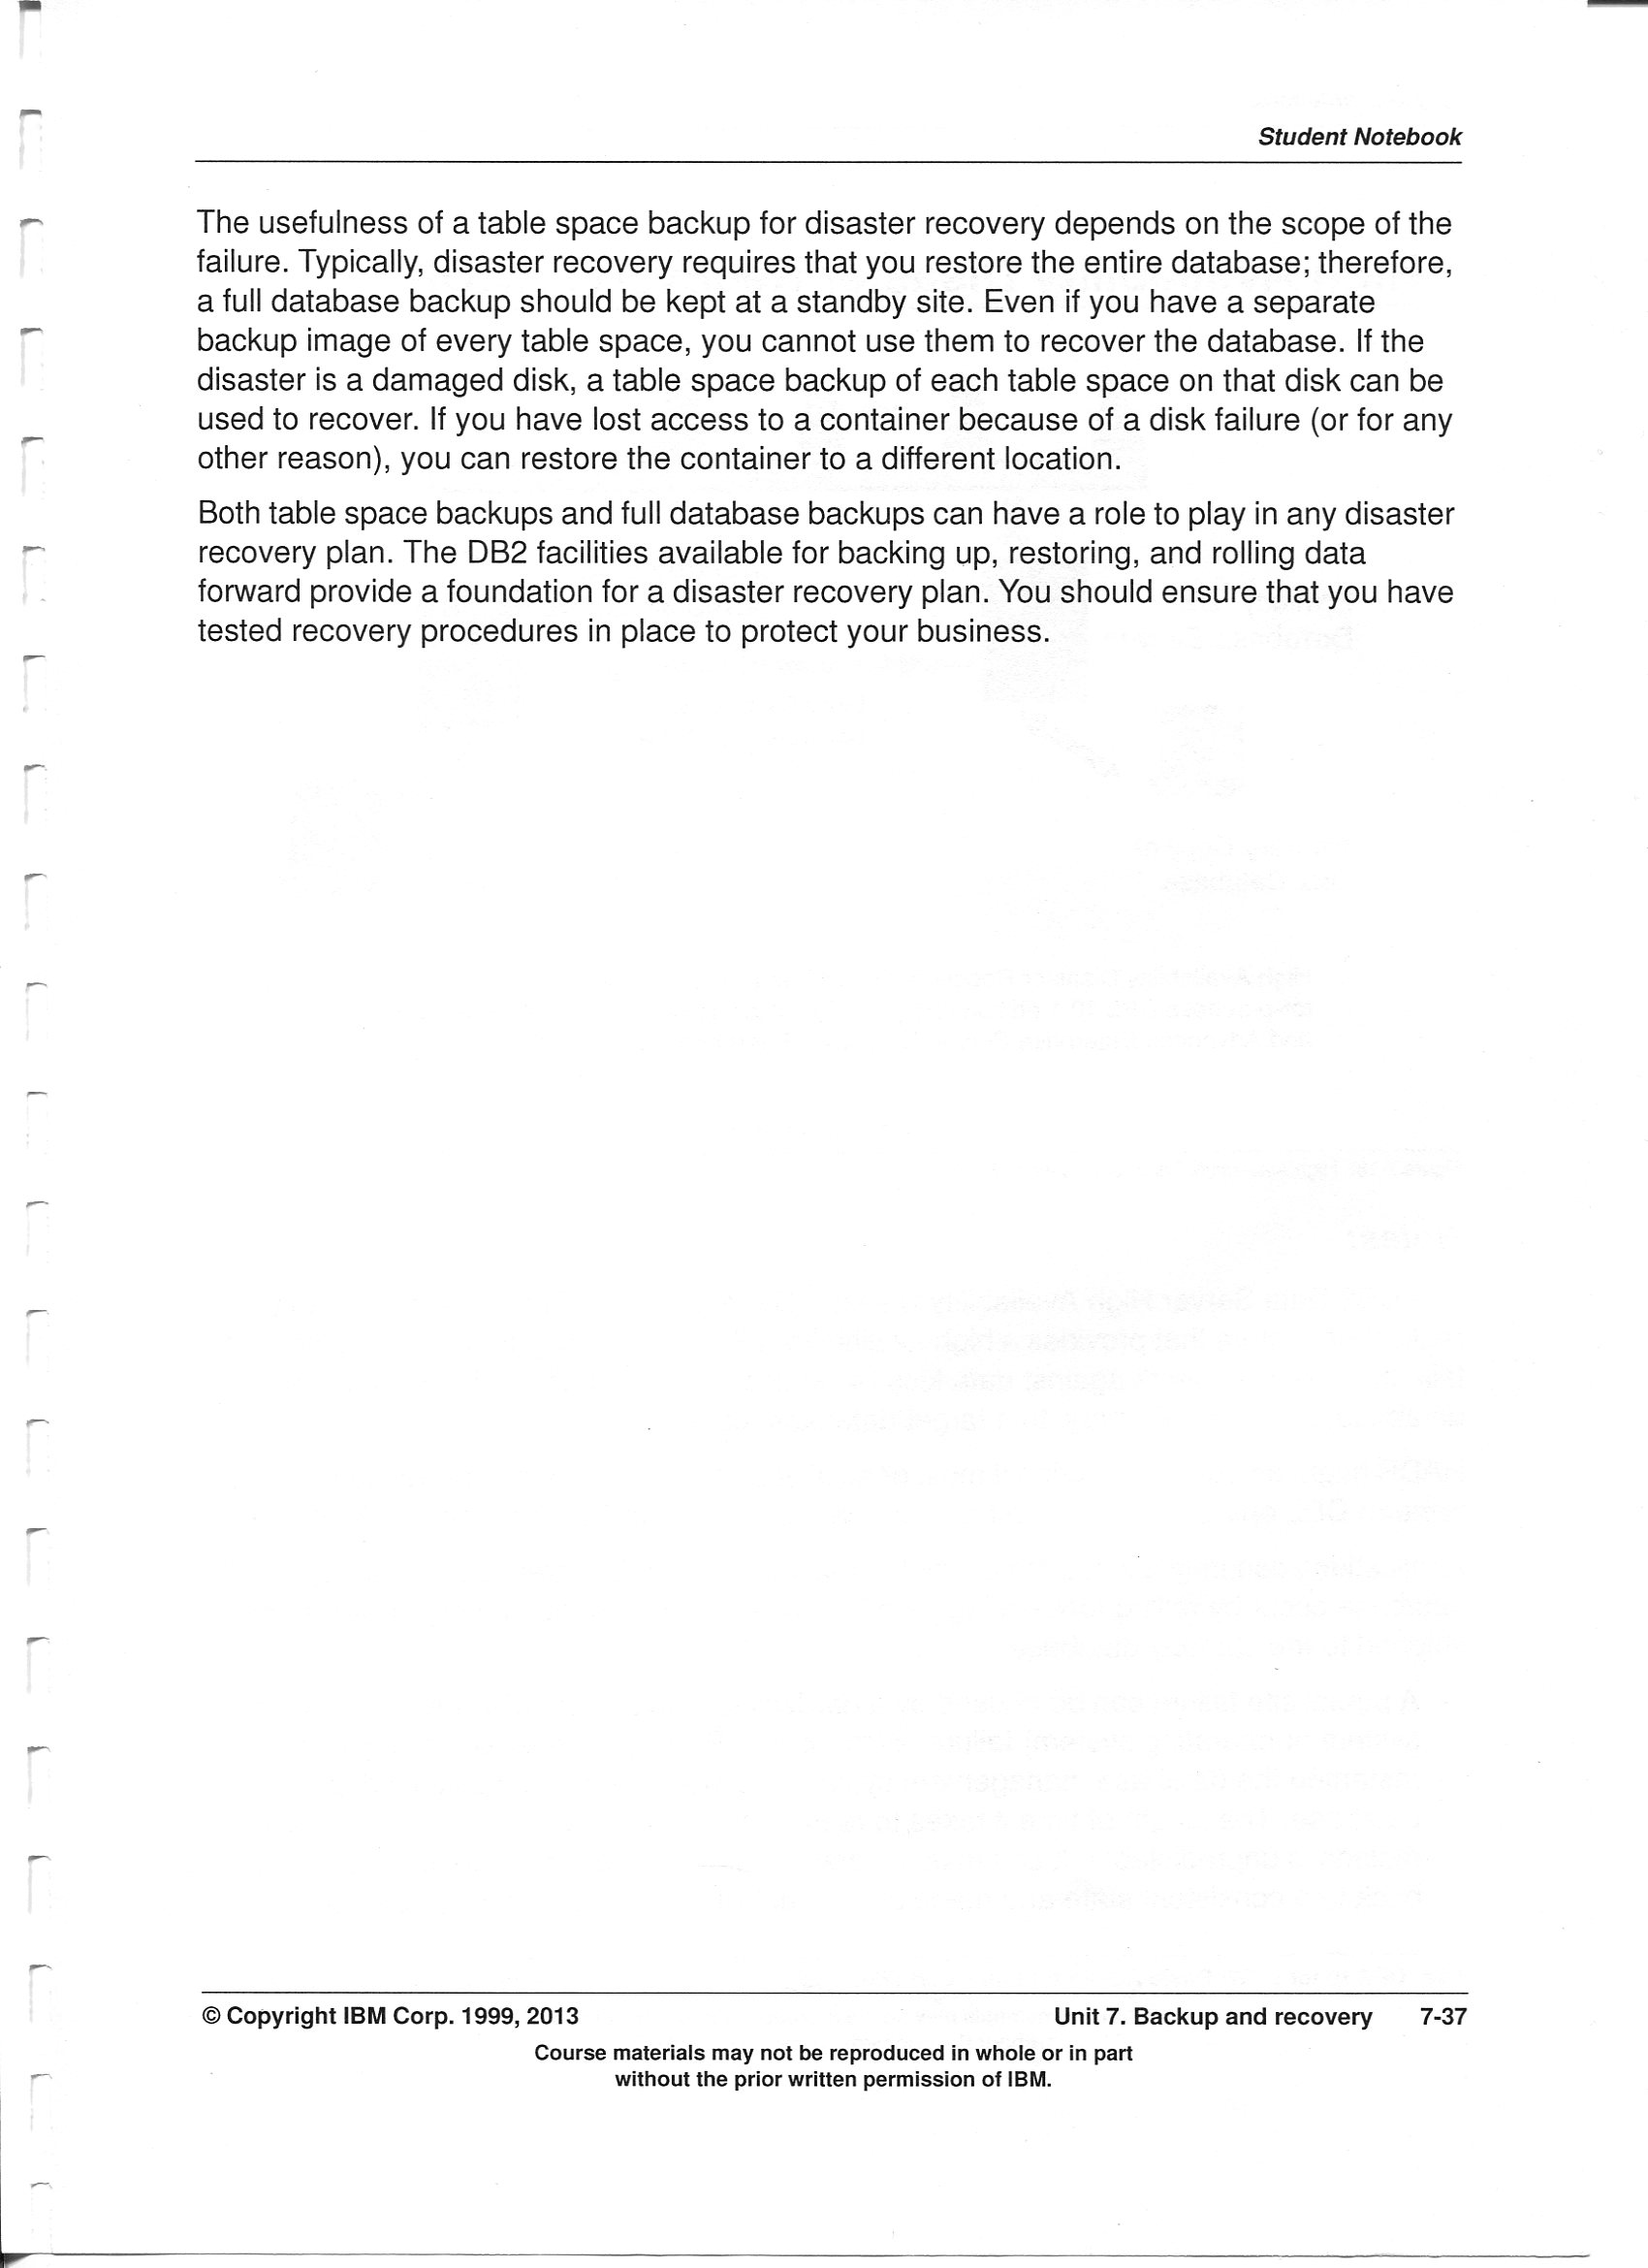 Student Notebook
The usefulness of a table space backup for disaster recovery depends on the scope of the
failure. Typically, disaster recovery requires that you restore the entire database; therefore,
a full database backup should be kept at a standby site. Even if you have a separate
backup image of every table space, you cannot use them to recover the database. If the
disaster is a damaged disk, a table space backup of each table space on that disk can be
used to recover. If you have lost access to a container because of a disk failure (or for any
other reason), you can restore the container to a different location.
Both table space backups and full database backups can have a role to play in any disaster
recovery plan. The DB2 facilities available for backing up, restoring, and rolling data
forward provide a foundation for a disaster recovery plan. You should ensure that you have
tested recovery procedures in place to protect your business.
© Copyright IBM Corp. 1999, 2013 Unit 7. Backup and recovery 7-37
Course materials may not be reproduced in whole or in part
without the prior written permission of IBM.